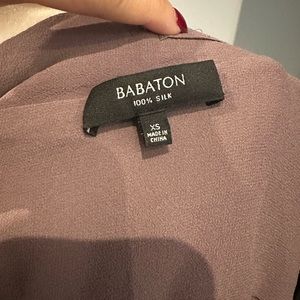 BABATON
100% SILK
XS
MADE IN
CHINA